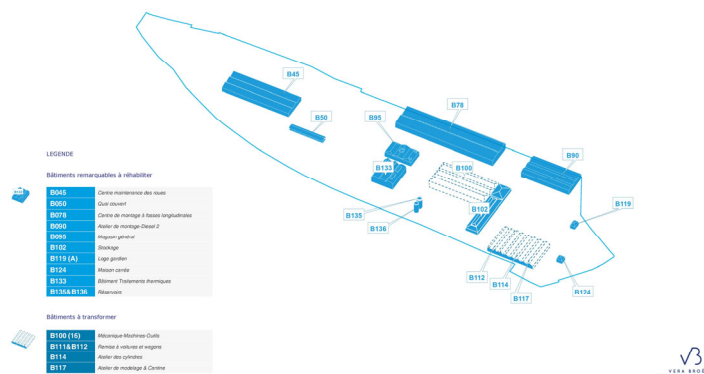 B45
B50
B95
B78
B133
B100
B90
B102
B135
B136
B119
B112
B114
B117
B124
LEGENDE
Bâtiments remarquables à réhabiliter
B045 Centre maintenance des roues
B050 Quai couvert
B078 Centre de montage à fosses longitudinales
B090 Atelier de montage-Diesel 2
B095 Magasin général
B102 Stockage
B119 (A) Loge gardien
B124 Maison carrée
B133 Bâtiment Traitements thermiques
B135&B136 Réservoirs
Bâtiments à transformer
B100 (16) Mécanique-Machines-Outils
B111&B112 Remise à voitures et wagons
B114 Atelier des cylindres
B117 Atelier de modelage & Cantine
VERA BROË